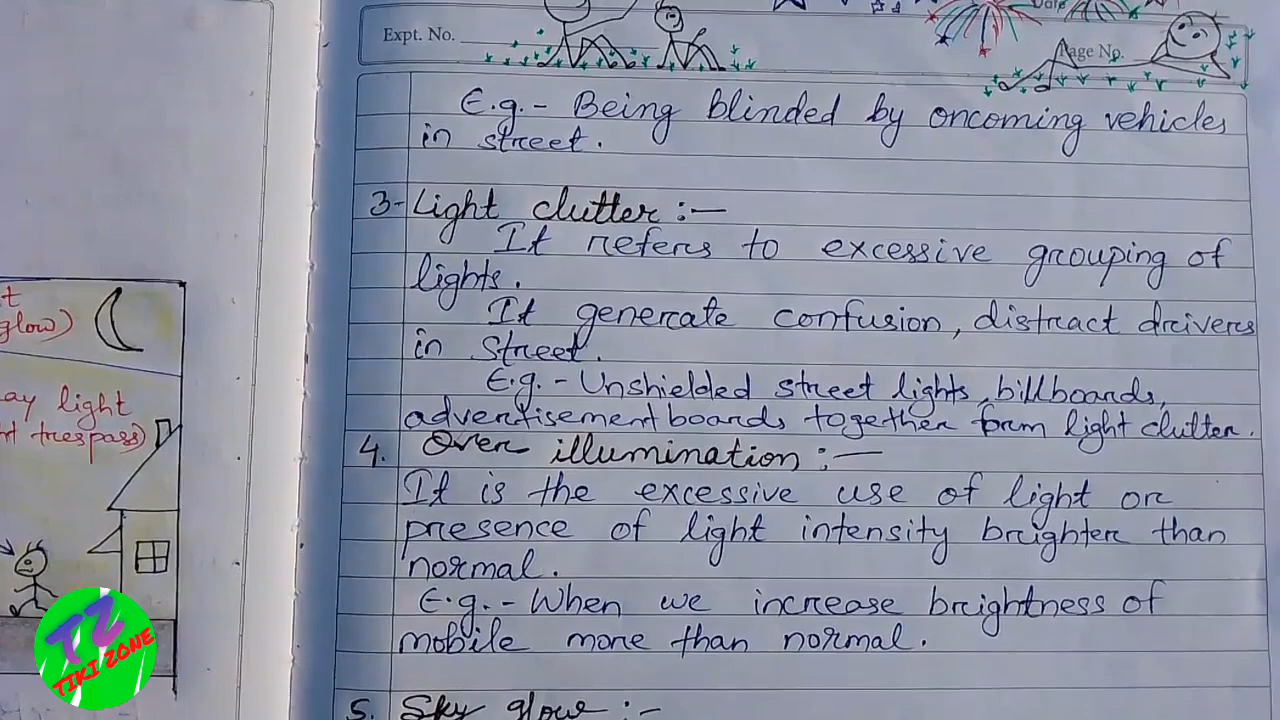 Expt. No.
Date
Page No.
E.g. - Being blinded by oncoming vehicles
in street.
3- Light clutter :-
It refers to excessive grouping of
lights.
It generate confusion, distract drivers
in street.
E.g. - Unshielded street lights, billboards,
advertisement boards together form light clutter.
4. Over illumination :-
It is the excessive use of light or
presence of light intensity brighter than
normal.
E.g. - When we increase brightness of
mobile more than normal.
5. Sky glow :-
glow)
light
trespass)
TZ
TIKI ZONE